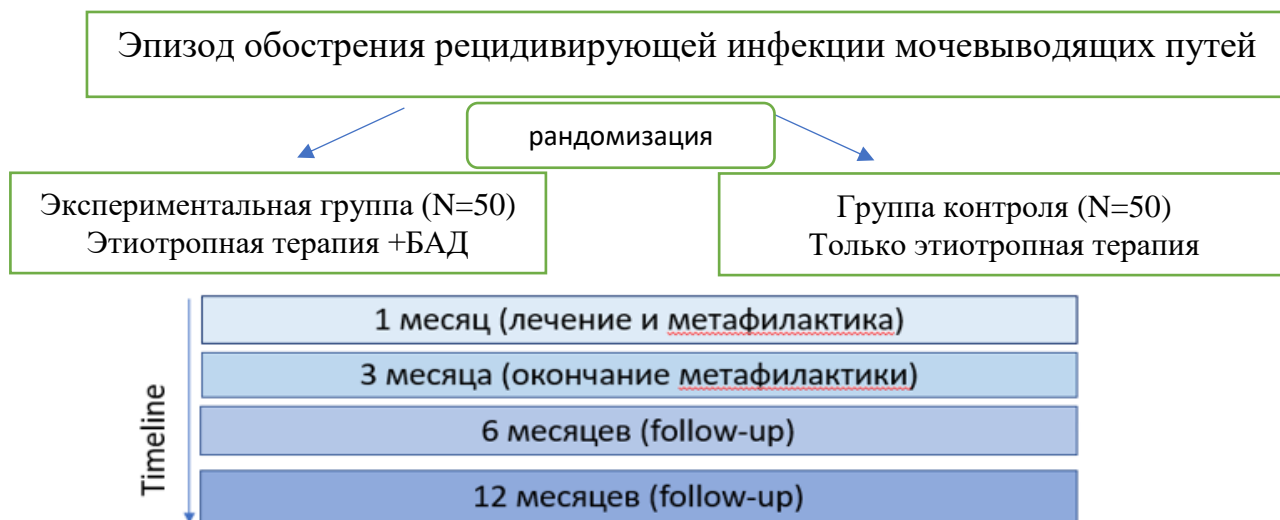 Эпизод обострения рецидивирующей инфекции мочевыводящих путей
рандомизация
Экспериментальная группа (N=50)
Этиотропная терапия +БАД
Группа контроля (N=50)
Только этиотропная терапия
Timeline
1 месяц (лечение и метафилактика)
3 месяца (окончание метафилактики)
6 месяцев (follow-up)
12 месяцев (follow-up)